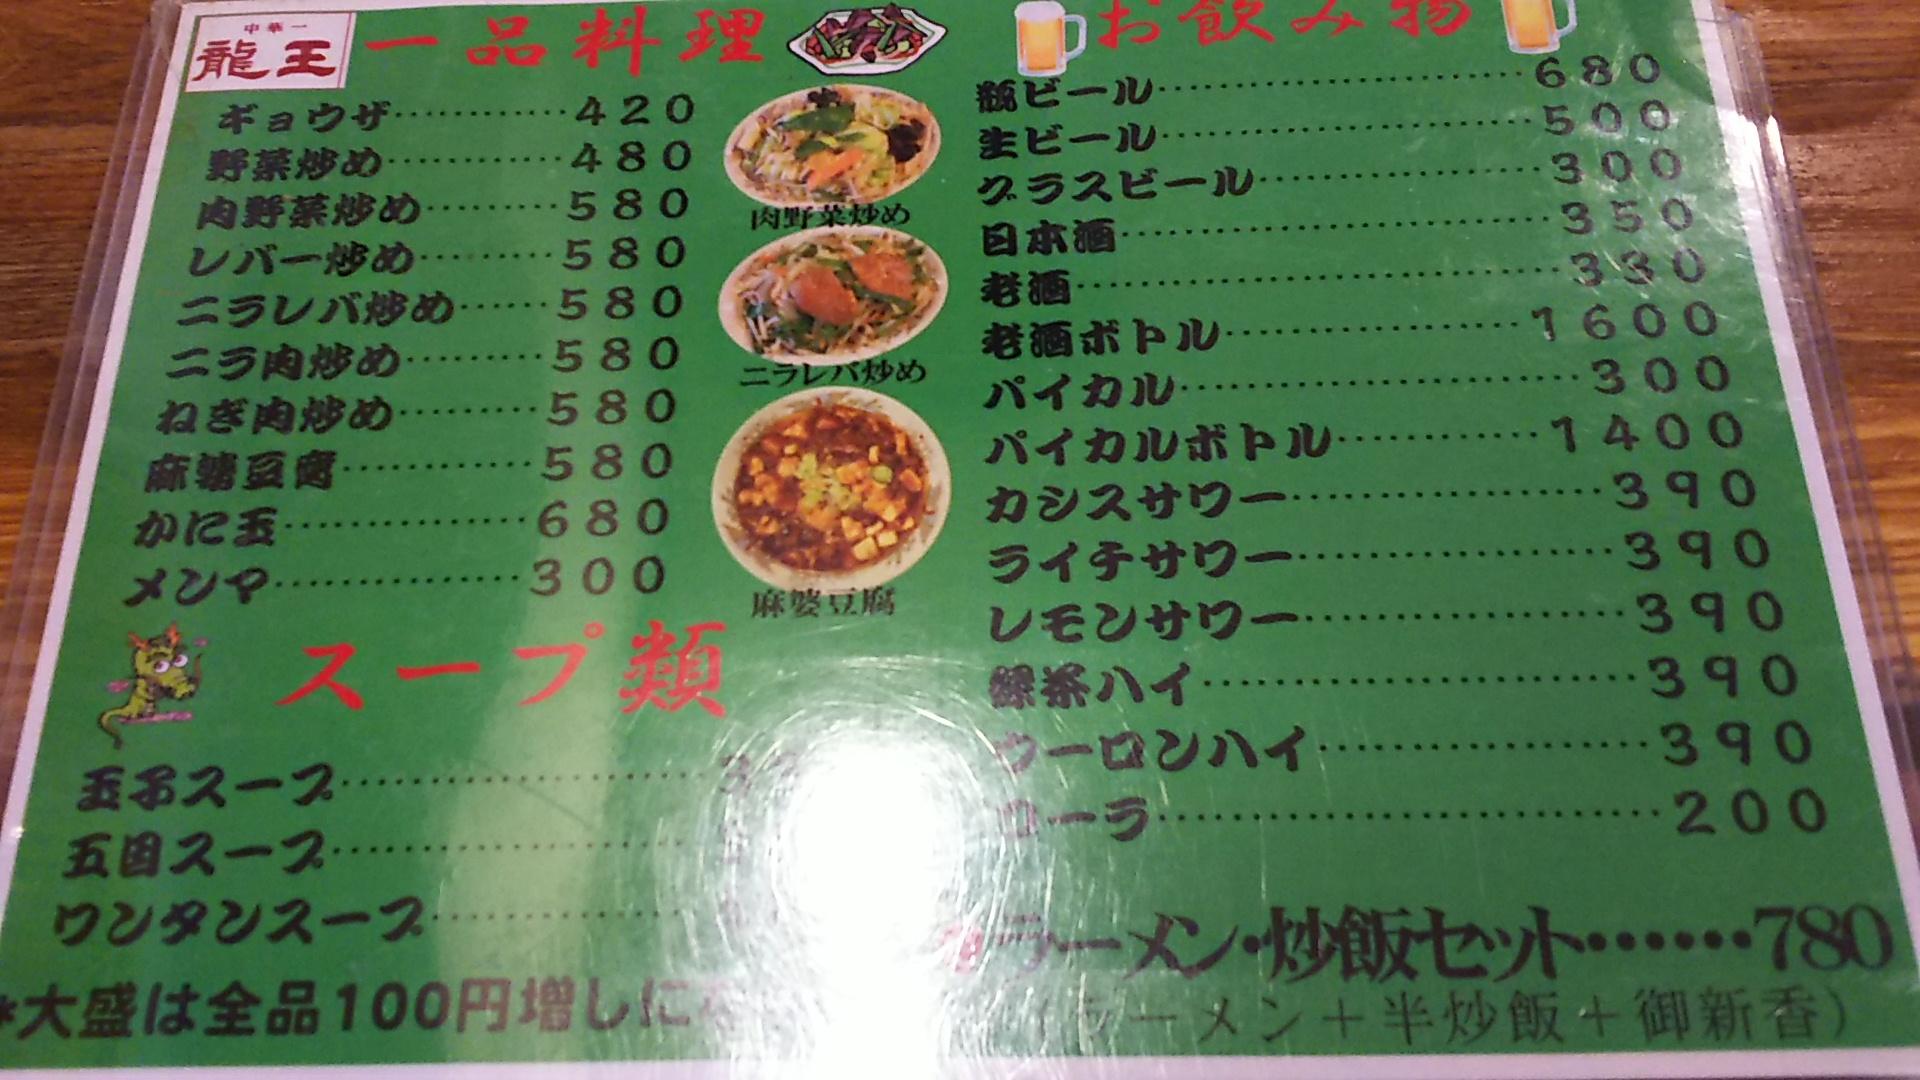 中華一
龍王
一品料理
ギョウザ…………420
野菜炒め…………480
肉野菜炒め………580
レバー炒め………580
ニラレバ炒め……580
ニラ肉炒め………580
ねぎ肉炒め………580
麻婆豆腐…………580
かに玉……………680
メンマ……………300
肉野菜炒め
ニラレバ炒め
麻婆豆腐
スープ類
玉子スープ……………
五目スープ……………
ワンタンスープ…………
*大盛は全品100円増しに
お飲み物
瓶ビール……………680
生ビール……………500
グラスビール…………300
日本酒………………350
老酒…………………330
老酒ボトル…………1600
パイカル……………300
パイカルボトル………1400
カシスサワー…………390
ライチサワー…………390
レモンサワー…………390
緑茶ハイ……………390
ウーロンハイ…………390
コーラ………………200
ラーメン・炒飯セット……780
(ラーメン+半炒飯+御新香)